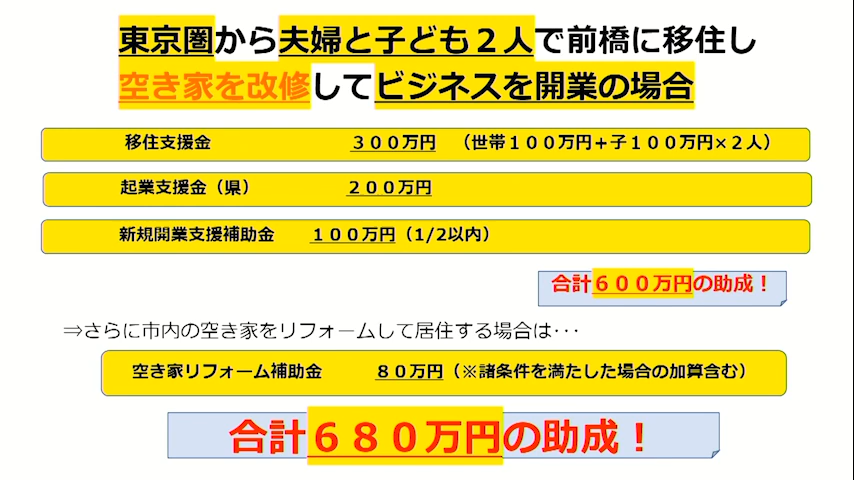 東京圏から夫婦と子ども２人で前橋に移住し
空き家を改修してビジネスを開業の場合
移住支援金 ３００万円 （世帯１００万円＋子１００万円×２人）
起業支援金（県） ２００万円
新規開業支援補助金 １００万円（1/2以内）
合計６００万円の助成！
⇒さらに市内の空き家をリフォームして居住する場合は･･･
空き家リフォーム補助金 ８０万円（※諸条件を満たした場合の加算含む）
合計６８０万円の助成！